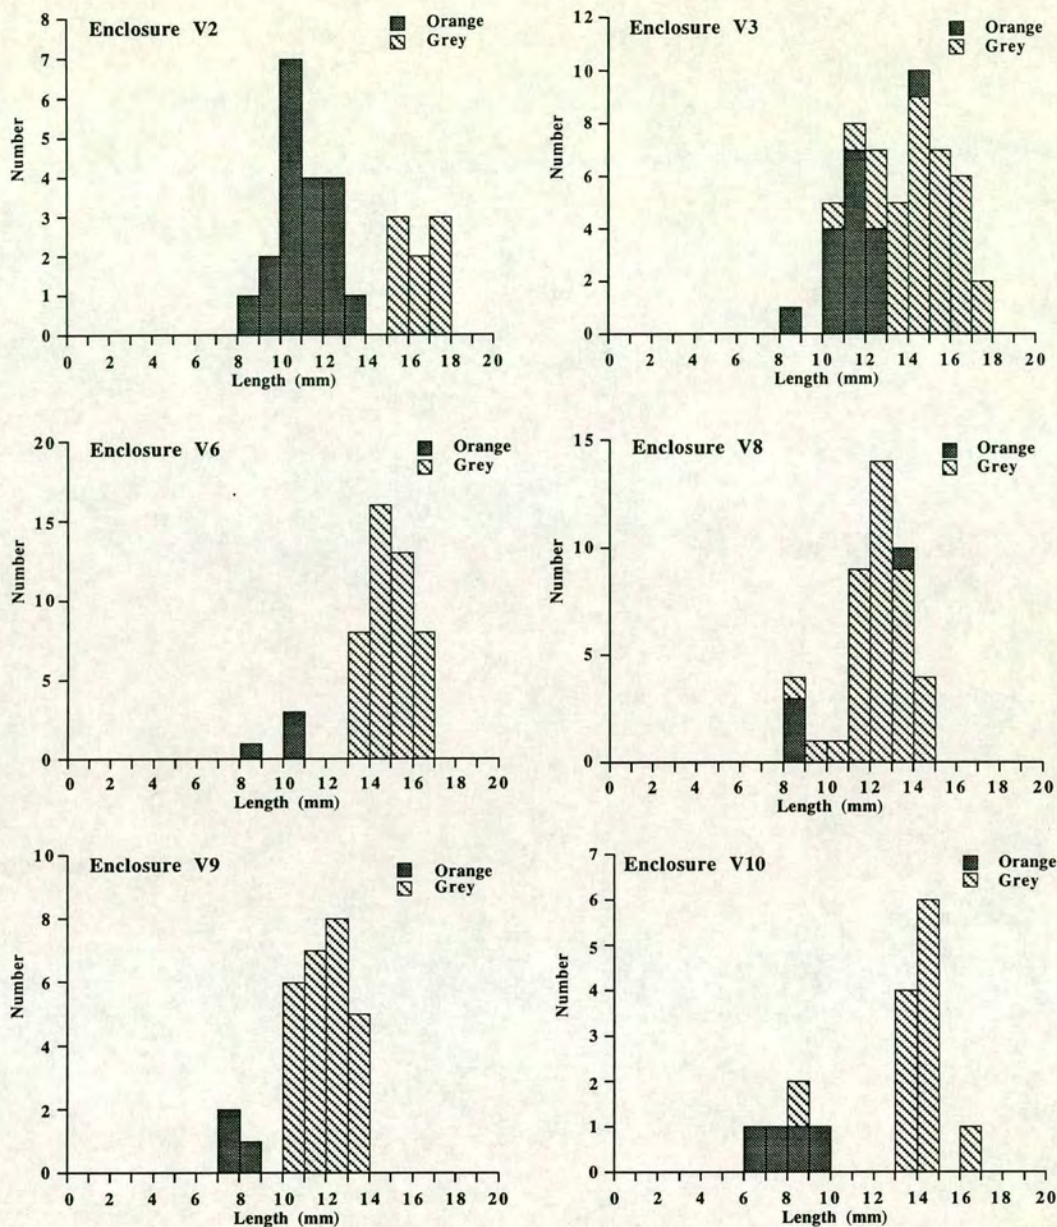 Enclosure V2
Orange
Grey
8
7
6
5
4
3
2
1
0
Number
0 2 4 6 8 10 12 14 16 18 20
Length (mm)
Enclosure V3
Orange
Grey
12
10
8
6
4
2
0
Number
0 2 4 6 8 10 12 14 16 18 20
Length (mm)
Enclosure V6
Orange
Grey
20
15
10
5
0
Number
0 2 4 6 8 10 12 14 16 18 20
Length (mm)
Enclosure V8
Orange
Grey
15
10
5
0
Number
0 2 4 6 8 10 12 14 16 18 20
Length (mm)
Enclosure V9
Orange
Grey
10
8
6
4
2
0
Number
0 2 4 6 8 10 12 14 16 18 20
Length (mm)
Enclosure V10
Orange
Grey
7
6
5
4
3
2
1
0
Number
0 2 4 6 8 10 12 14 16 18 20
Length (mm)